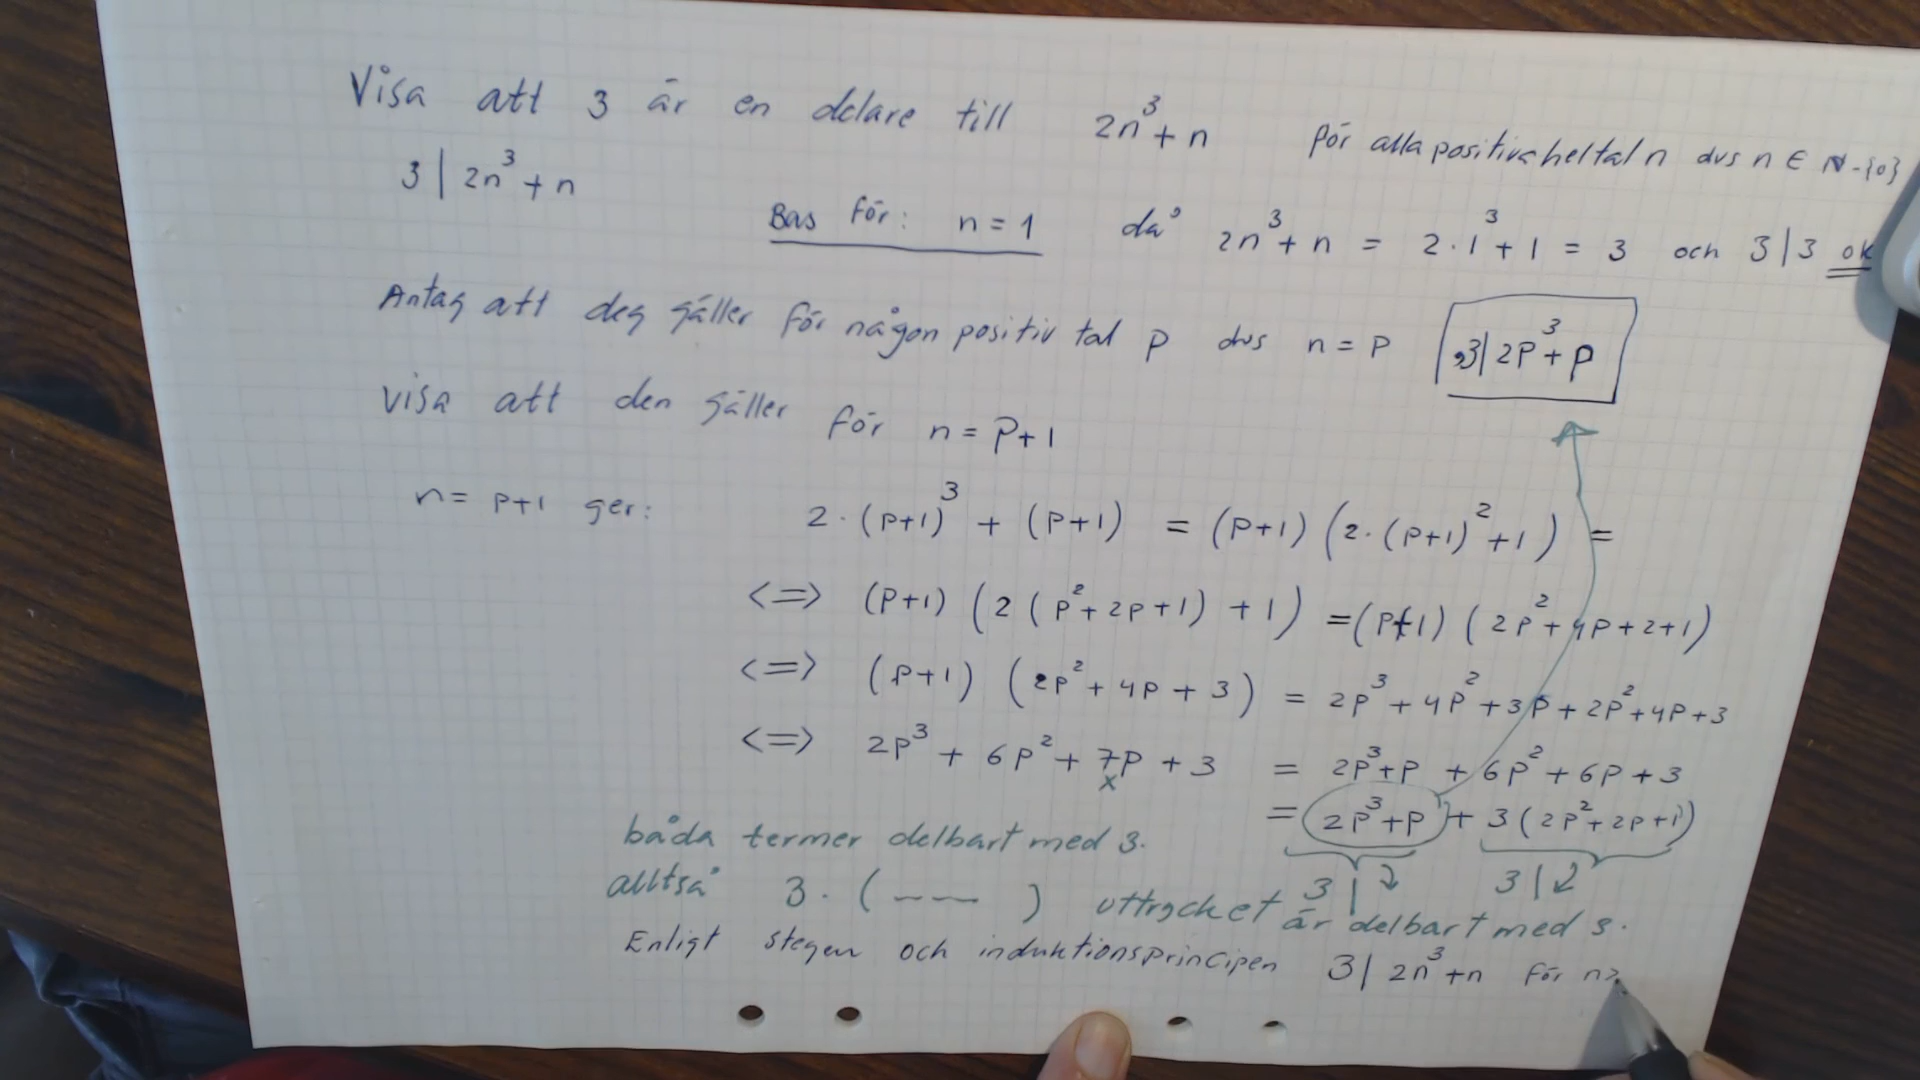 Visa att 3 är en delare till 2n³ + n för alla positiva heltal n dvs n ∈ N-{0}
3 | 2n³ + n
Bas för: n = 1 då 2n³ + n = 2·1³ + 1 = 3 och 3|3 ok
Antag att deg gäller för någon positiv tal p dvs n = p 3|2p³ + p
visa att den gäller för n = p+1
n = p+1 ger: 2·(p+1)³ + (p+1) = (p+1)(2·(p+1)²+1) =
<=> (p+1)(2(p²+2p+1)+1) = (p+1)(2p²+4p+2+1)
<=> (p+1)(2p²+4p+3) = 2p³+4p²+3p+2p²+4p+3
<=> 2p³ + 6p² + 7p + 3 = 2p³+p + 6p²+6p+3
x
= 2p³+p + 3(2p²+2p+1)
båda termer delbart med 3. 3| 3|
alltså 3·( --- ) uttrycket är delbart med 3.
Enligt stegen och induktionsprincipen 3| 2n³+n för n≥